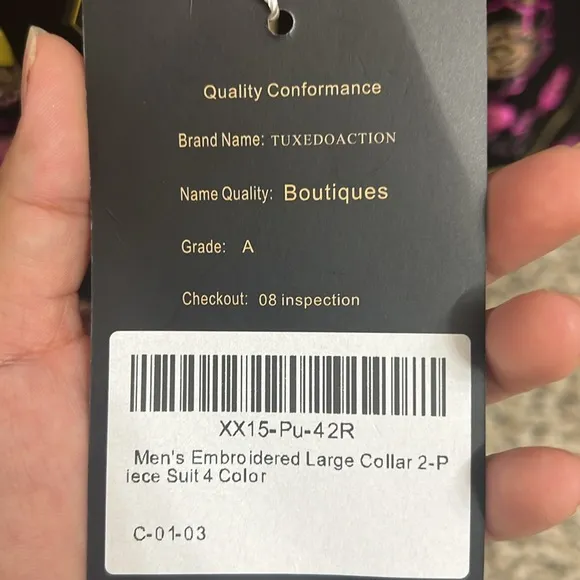 Quality Conformance
Brand Name: TUXEDOACTION
Name Quality: Boutiques
Grade: A
Checkout: 08 inspection
XX15-Pu-42R
Men's Embroidered Large Collar 2-P
iece Suit 4 Color
C-01-03